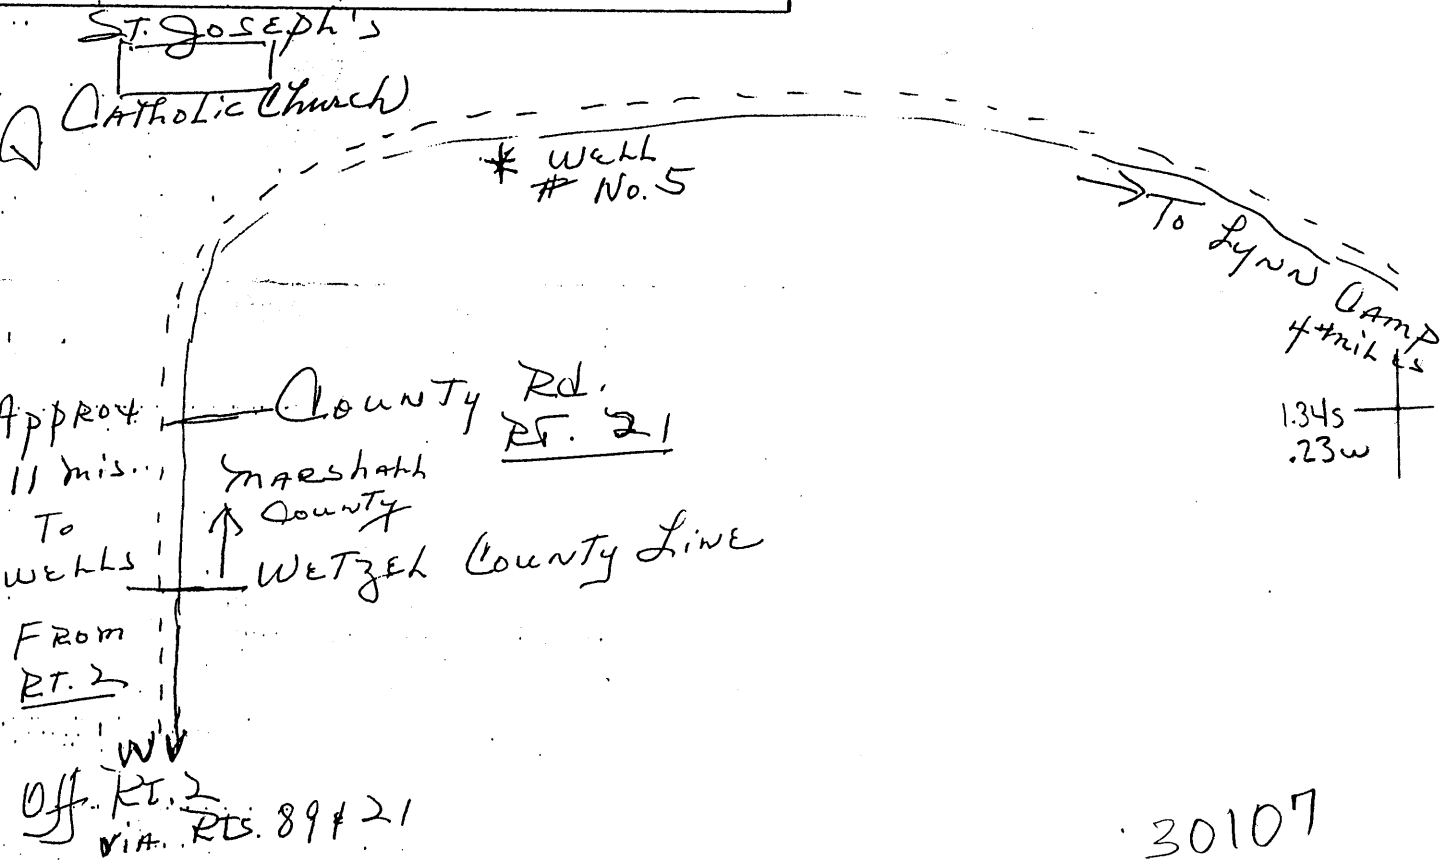 ST. JOSEPH'S
CATHOLIC CHURCH
* WELL
# No. 5
To LYNN CAMP
4 miles
1.34s
.23w
COUNTY Rd.
RT. 21
Approx
11 mis.
To
WELLS
FROM
RT. 2
MARSHALL
COUNTY
WETZEL COUNTY LINE
W
Off RT. 2
VIA. RTS. 89 & 21
30107